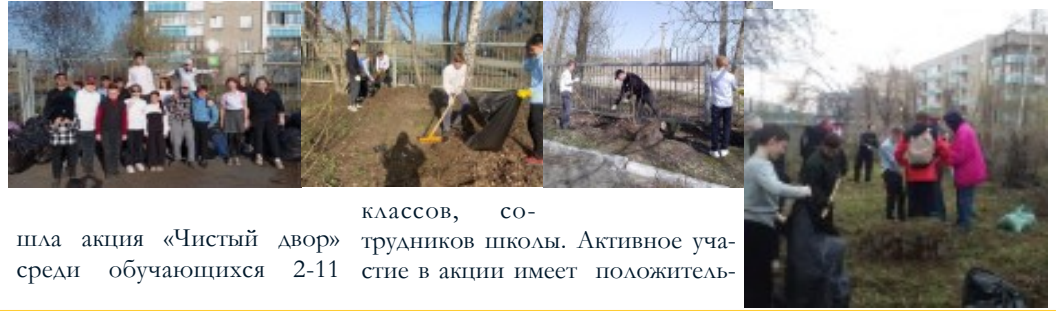 шла акция «Чистый двор»
среди обучающихся 2-11
классов, со-
трудников школы. Активное уча-
стие в акции имеет положитель-